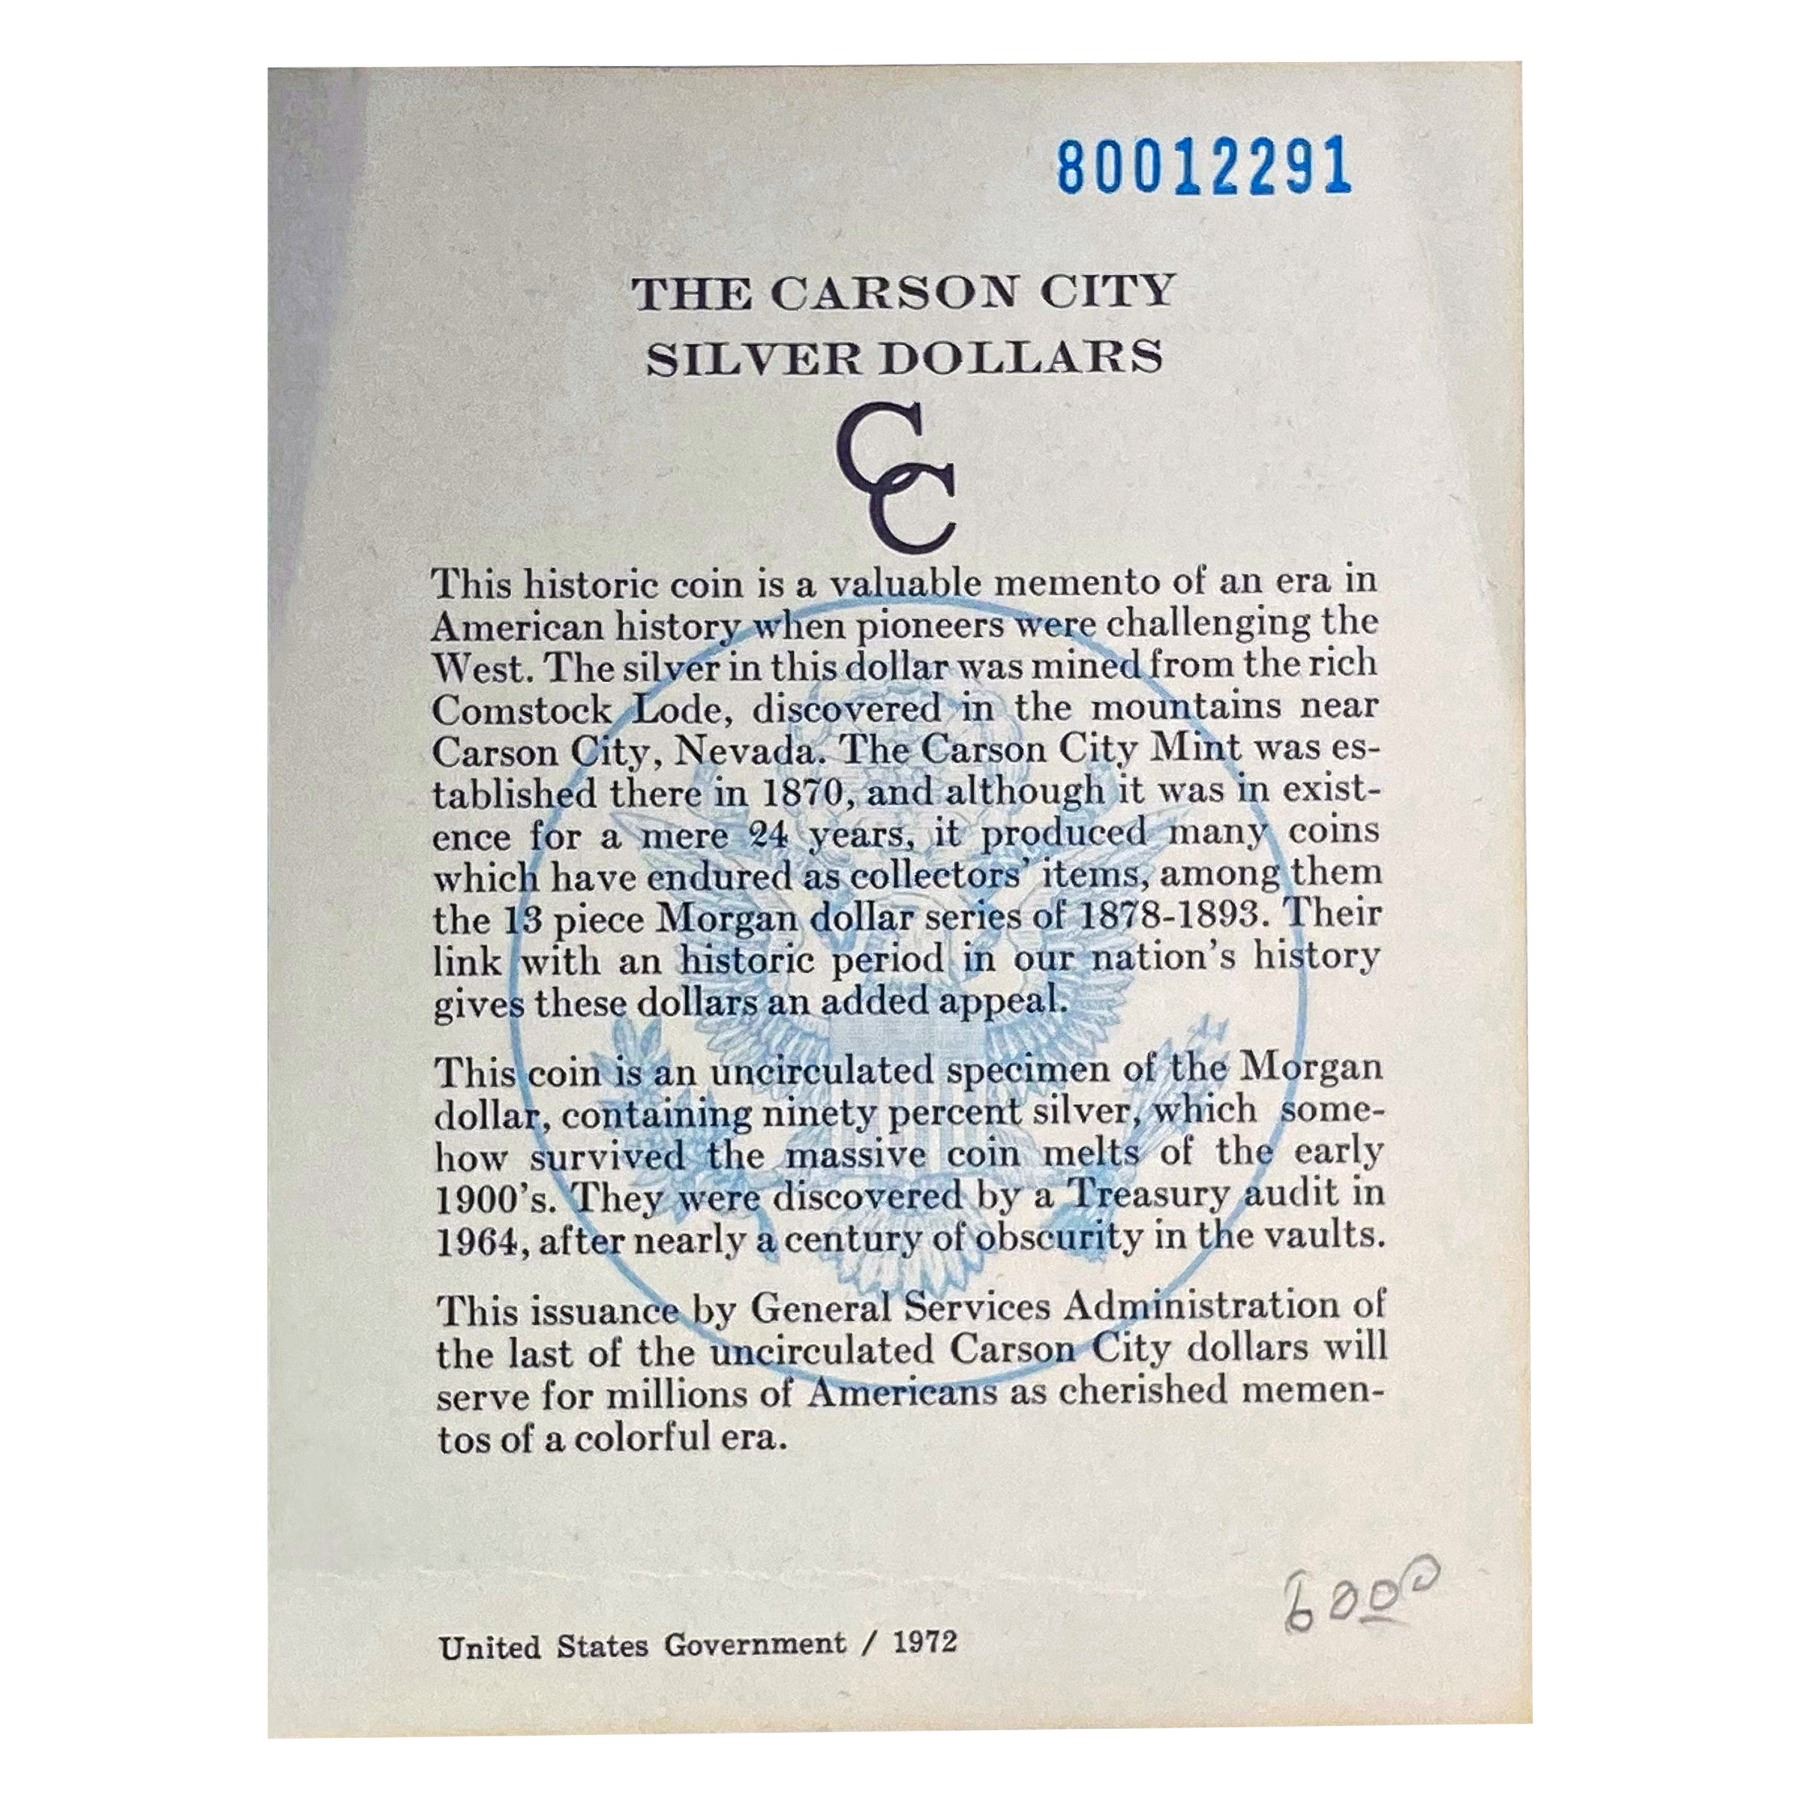 80012291
THE CARSON CITY
SILVER DOLLARS
CC
This historic coin is a valuable memento of an era in
American history when pioneers were challenging the
West. The silver in this dollar was mined from the rich
Comstock Lode, discovered in the mountains near
Carson City, Nevada. The Carson City Mint was es-
tablished there in 1870, and although it was in exist-
ence for a mere 24 years, it produced many coins
which have endured as collectors' items, among them
the 13 piece Morgan dollar series of 1878-1893. Their
link with an historic period in our nation's history
gives these dollars an added appeal.
This coin is an uncirculated specimen of the Morgan
dollar, containing ninety percent silver, which some-
how survived the massive coin melts of the early
1900's. They were discovered by a Treasury audit in
1964, after nearly a century of obscurity in the vaults.
This issuance by General Services Administration of
the last of the uncirculated Carson City dollars will
serve for millions of Americans as cherished memen-
tos of a colorful era.
6000
United States Government / 1972